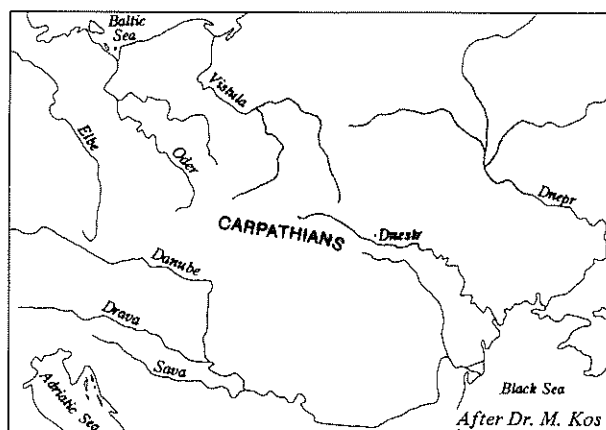 Baltic
Sea
Vistula
Elbe
Oder
Dnepr
CARPATHIANS
Dnestr
Danube
Drava
Sava
Adriatic Sea
Black Sea
After Dr. M. Kos